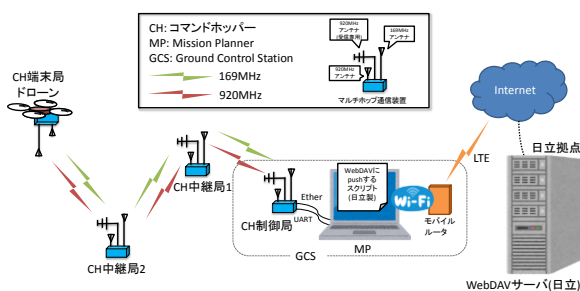 CH: コマンドホッパー
MP: Mission Planner
GCS: Ground Control Station
169MHz
920MHz
920MHz
アンテナ
(受信専用)
169MHz
アンテナ
920MHz
アンテナ
マルチホップ通信装置
CH端末局
ドローン
CH中継局1
CH中継局2
CH制御局
Ether
UART
WebDAVに
pushする
スクリプト
(日立製)
MP
GCS
Wi-Fi
モバイル
ルータ
LTE
Internet
日立拠点
WebDAVサーバ(日立)